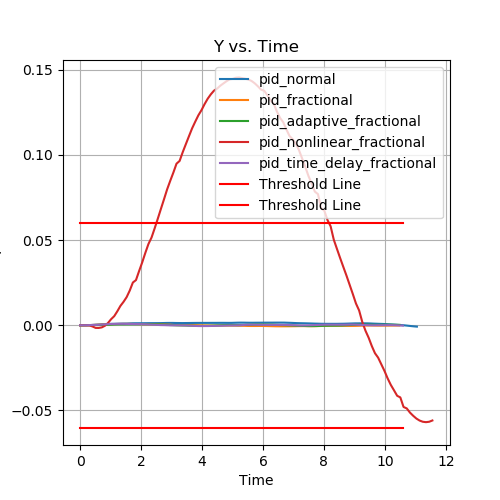 Y vs. Time
pid_normal
pid_fractional
pid_adaptive_fractional
pid_nonlinear_fractional
pid_time_delay_fractional
Threshold Line
Threshold Line
0.15
0.10
0.05
0.00
−0.05
0 2 4 6 8 10 12
Time